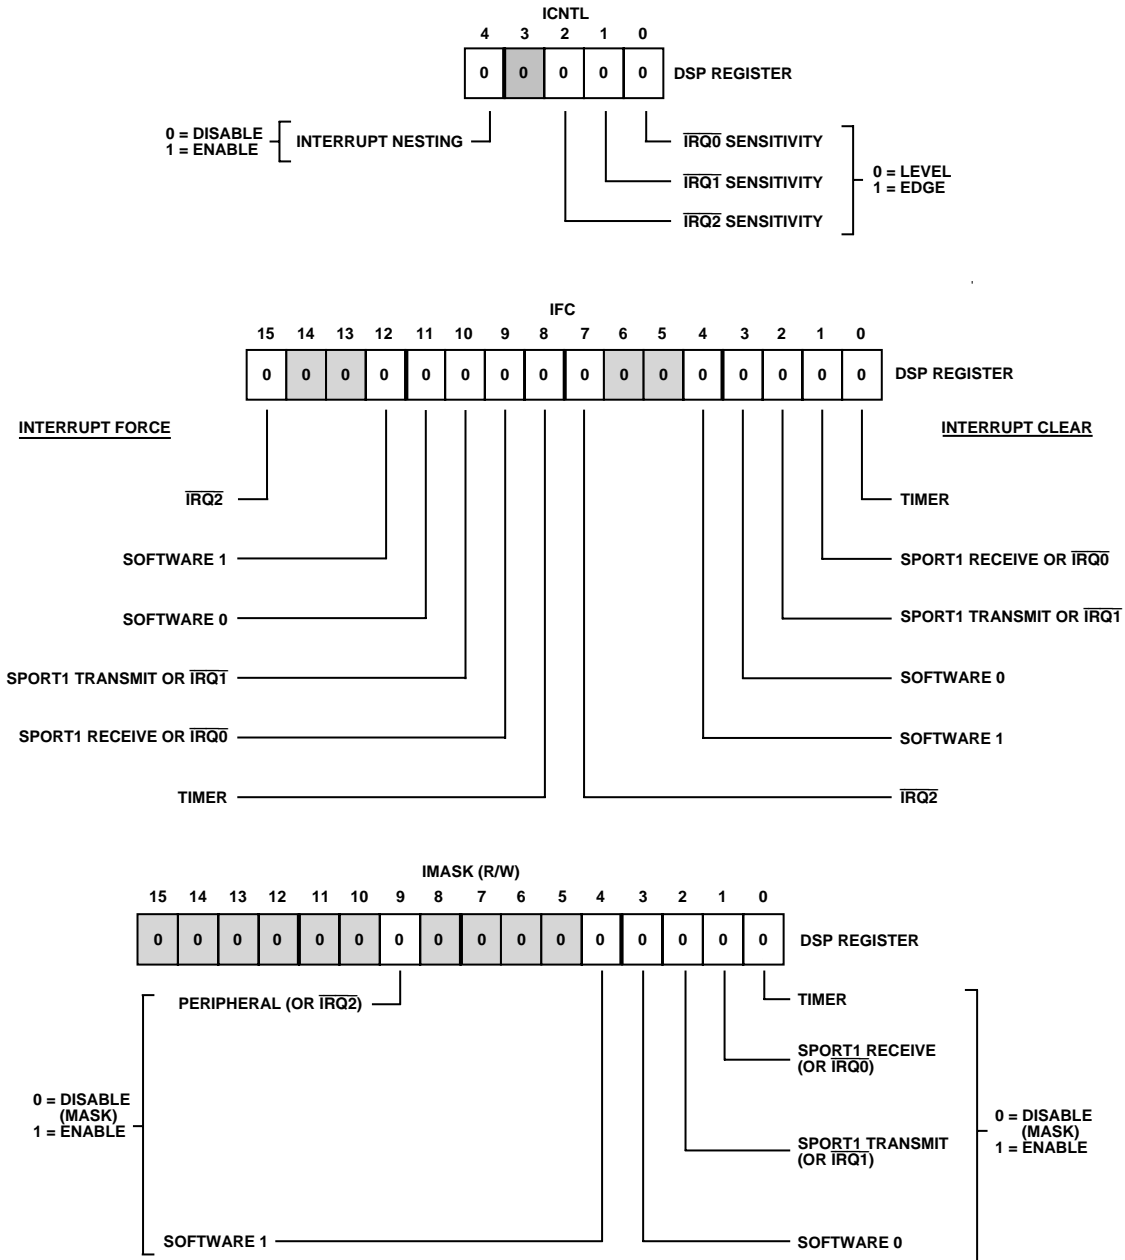 ICNTL
4 3 2 1 0
0 0 0 0 0 DSP REGISTER
0 = DISABLE
1 = ENABLE
INTERRUPT NESTING
IRQ0 SENSITIVITY
IRQ1 SENSITIVITY
IRQ2 SENSITIVITY
0 = LEVEL
1 = EDGE
IFC
15 14 13 12 11 10 9 8 7 6 5 4 3 2 1 0
0 0 0 0 0 0 0 0 0 0 0 0 0 0 0 0 DSP REGISTER
INTERRUPT FORCE
IRQ2
SOFTWARE 1
SOFTWARE 0
SPORT1 TRANSMIT OR IRQ1
SPORT1 RECEIVE OR IRQ0
TIMER
INTERRUPT CLEAR
TIMER
SPORT1 RECEIVE OR IRQ0
SPORT1 TRANSMIT OR IRQ1
SOFTWARE 0
SOFTWARE 1
IRQ2
IMASK (R/W)
15 14 13 12 11 10 9 8 7 6 5 4 3 2 1 0
0 0 0 0 0 0 0 0 0 0 0 0 0 0 0 0 DSP REGISTER
PERIPHERAL (OR IRQ2)
0 = DISABLE
(MASK)
1 = ENABLE
SOFTWARE 1
TIMER
SPORT1 RECEIVE
(OR IRQ0)
SPORT1 TRANSMIT
(OR IRQ1)
SOFTWARE 0
0 = DISABLE
(MASK)
1 = ENABLE